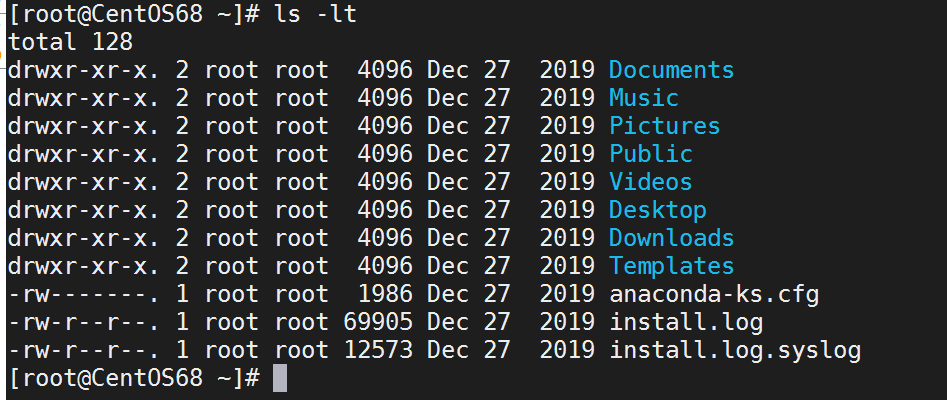 [root@CentOS68 ~]# ls -lt
total 128
drwxr-xr-x. 2 root root  4096 Dec 27  2019 Documents
drwxr-xr-x. 2 root root  4096 Dec 27  2019 Music
drwxr-xr-x. 2 root root  4096 Dec 27  2019 Pictures
drwxr-xr-x. 2 root root  4096 Dec 27  2019 Public
drwxr-xr-x. 2 root root  4096 Dec 27  2019 Videos
drwxr-xr-x. 2 root root  4096 Dec 27  2019 Desktop
drwxr-xr-x. 2 root root  4096 Dec 27  2019 Downloads
drwxr-xr-x. 2 root root  4096 Dec 27  2019 Templates
-rw-------. 1 root root  1986 Dec 27  2019 anaconda-ks.cfg
-rw-r--r--. 1 root root 69905 Dec 27  2019 install.log
-rw-r--r--. 1 root root 12573 Dec 27  2019 install.log.syslog
[root@CentOS68 ~]#